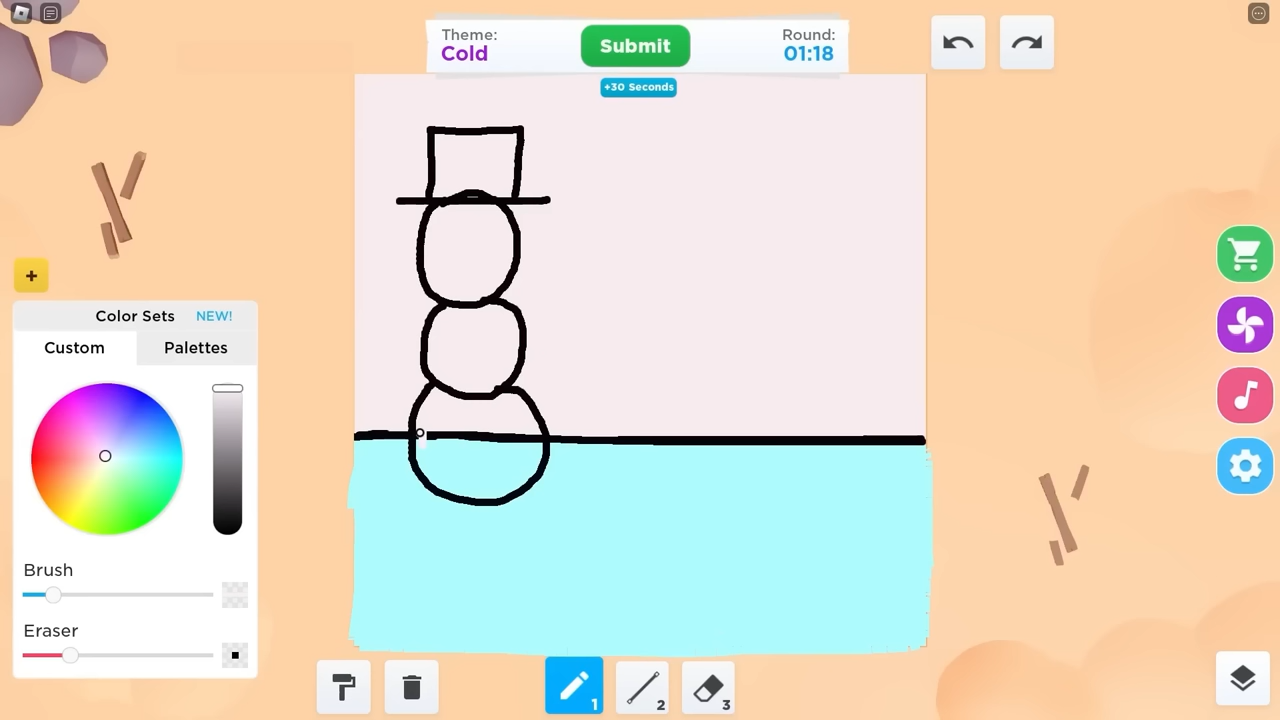 Theme:
Cold
Submit
Round:
01:18
+30 Seconds
+
Color Sets NEW!
Custom Palettes
Brush
Eraser
1
2
3